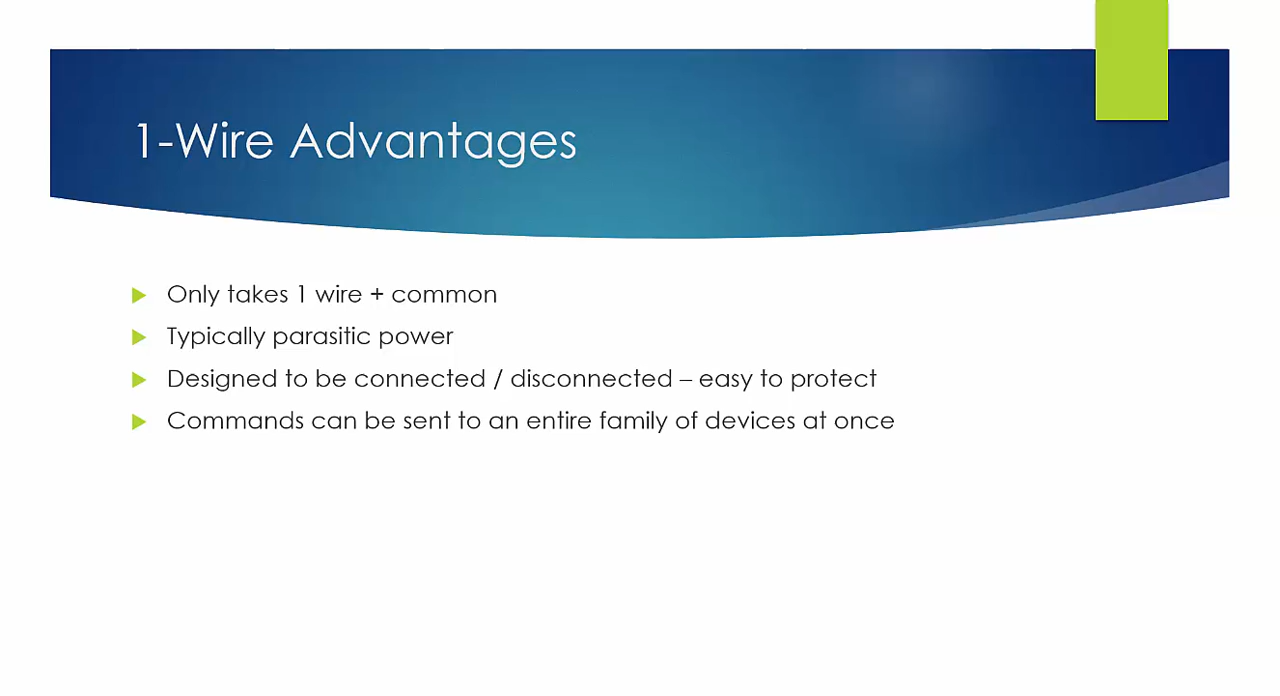 1-Wire Advantages
Only takes 1 wire + common
Typically parasitic power
Designed to be connected / disconnected – easy to protect
Commands can be sent to an entire family of devices at once